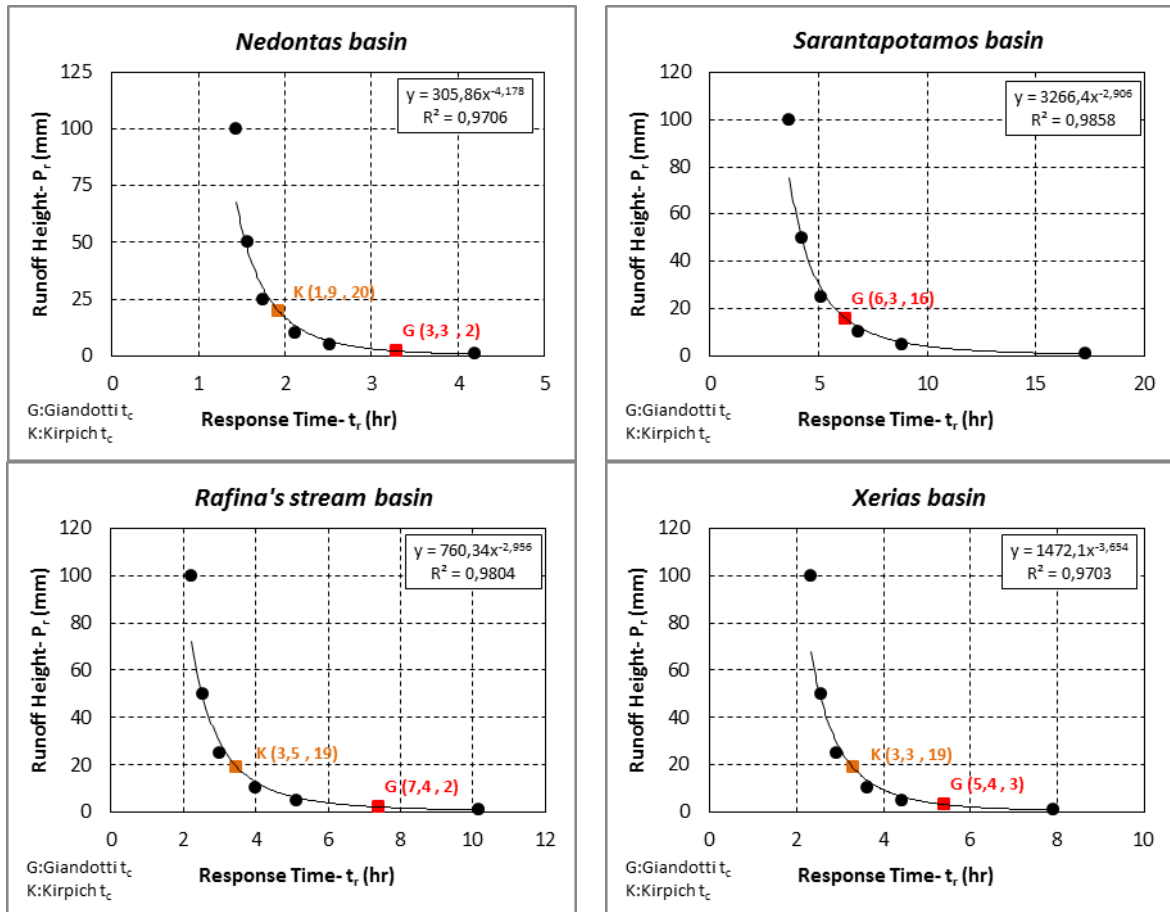 Nedontas basin
125
100
75
50
25
0
0 1 2 3 4 5
Runoff Height- Pr (mm)
Response Time- tr (hr)
y = 305,86x-4,178
R² = 0,9706
K (1,9 , 20)
G (3,3 , 2)
G:Giandotti tc
K:Kirpich tc
Sarantapotamos basin
120
100
80
60
40
20
0
0 5 10 15 20
Runoff Height- Pr (mm)
Response Time- tr (hr)
y = 3266,4x-2,906
R² = 0,9858
G (6,3 , 16)
G:Giandotti tc
K:Kirpich tc
Rafina's stream basin
120
100
80
60
40
20
0
0 2 4 6 8 10 12
Runoff Height- Pr (mm)
Response Time- tr (hr)
y = 760,34x-2,956
R² = 0,9804
K (3,5 , 19)
G (7,4 , 2)
G:Giandotti tc
K:Kirpich tc
Xerias basin
120
100
80
60
40
20
0
0 2 4 6 8 10
Runoff Height- Pr (mm)
Response Time- tr (hr)
y = 1472,1x-3,654
R² = 0,9703
K (3,3 , 19)
G (5,4 , 3)
G:Giandotti tc
K:Kirpich tc